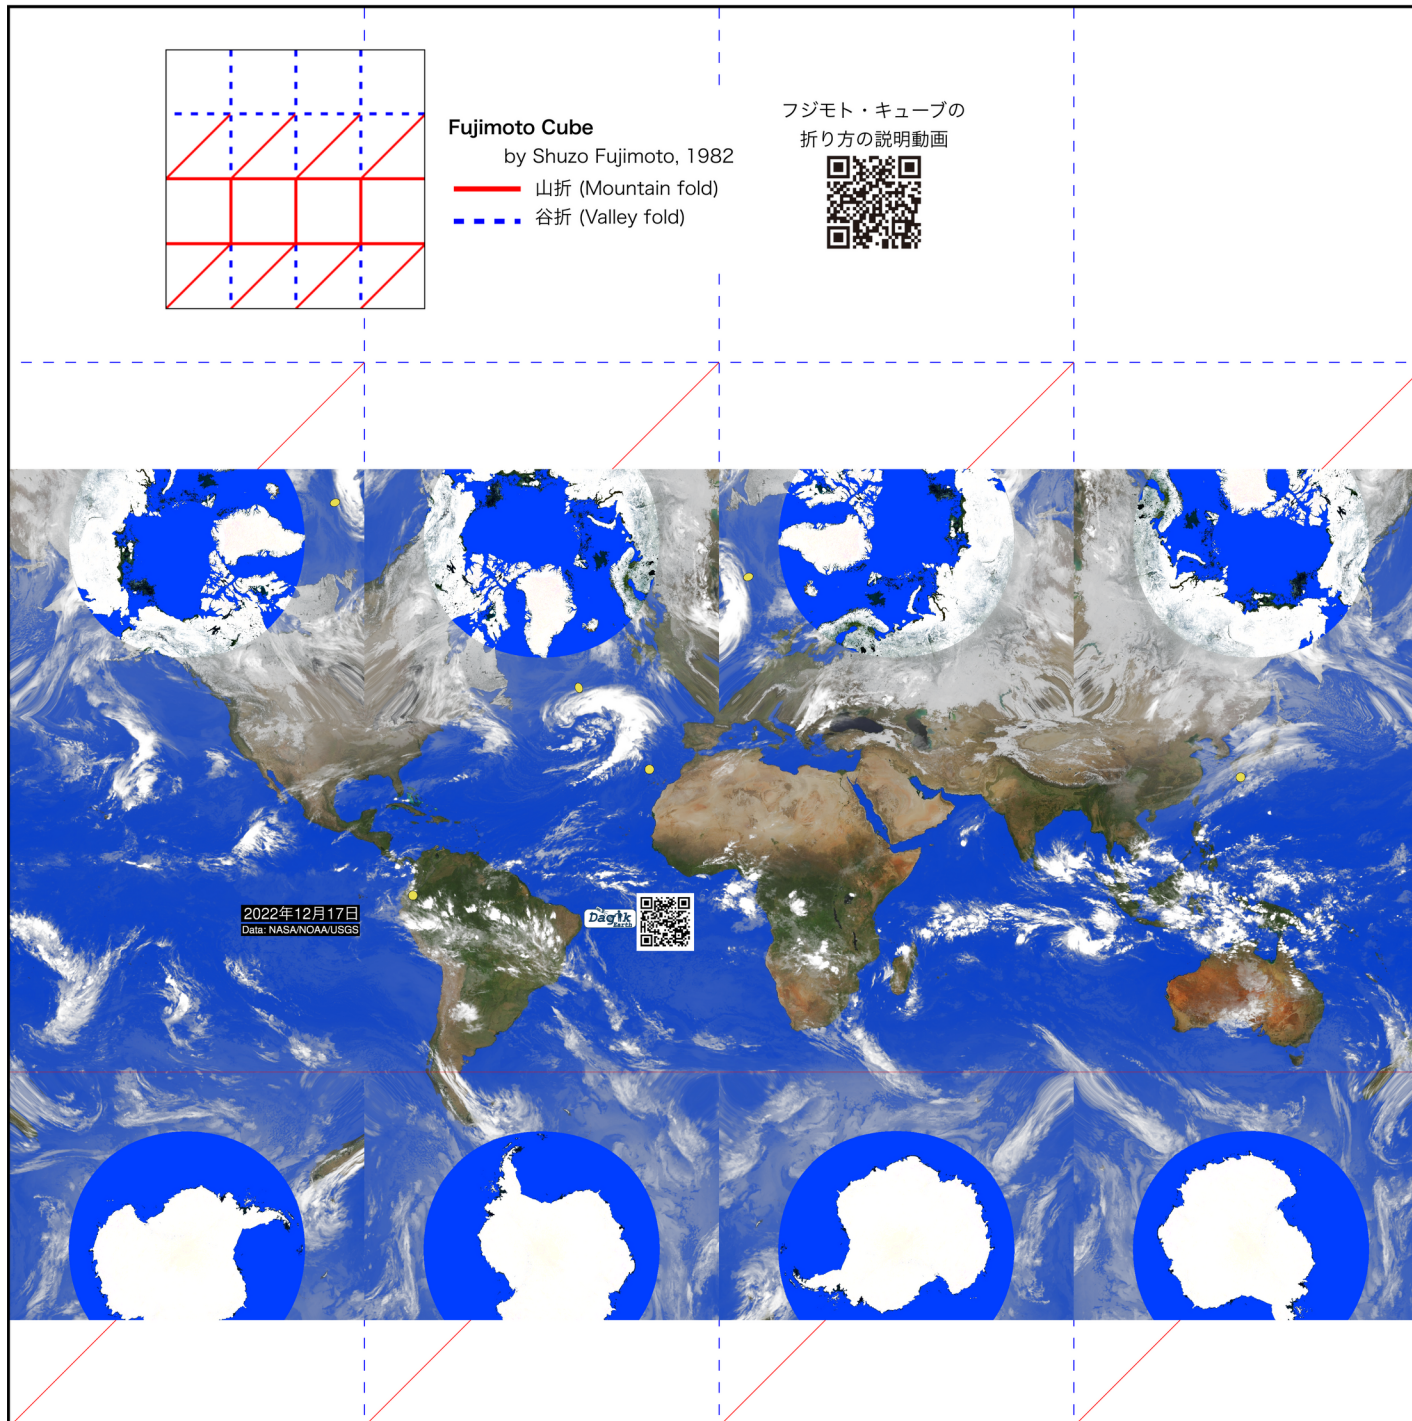 Fujimoto Cube
by Shuzo Fujimoto, 1982
山折 (Mountain fold)
谷折 (Valley fold)
フジモト・キューブの
折り方の説明動画
2022年12月17日
Data: NASA/NOAA/USGS
Dagik
Earth